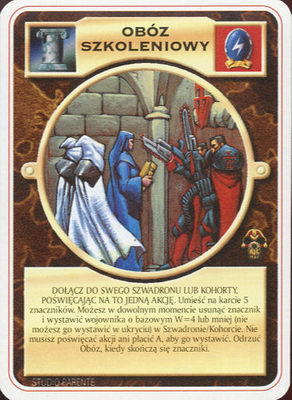 OBÓZ
SZKOLENIOWY
DOŁĄCZ DO SWEGO SZWADRONU LUB KOHORTY,
POŚWIĘCAJĄC NA TO JEDNĄ AKCJĘ. Umieść na karcie 5
znaczników. Możesz w dowolnym momencie usunąć znacznik
i wystawić wojownika o bazowym W=4 lub mniej (nie
możesz go wystawić w ukryciu) w Szwadronie/Kohorcie. Nie
musisz poświęcać akcji ani płacić A, aby go wystawić. Odrzuć
Obóz, kiedy skończą się znaczniki.
STUDIO PARENTE